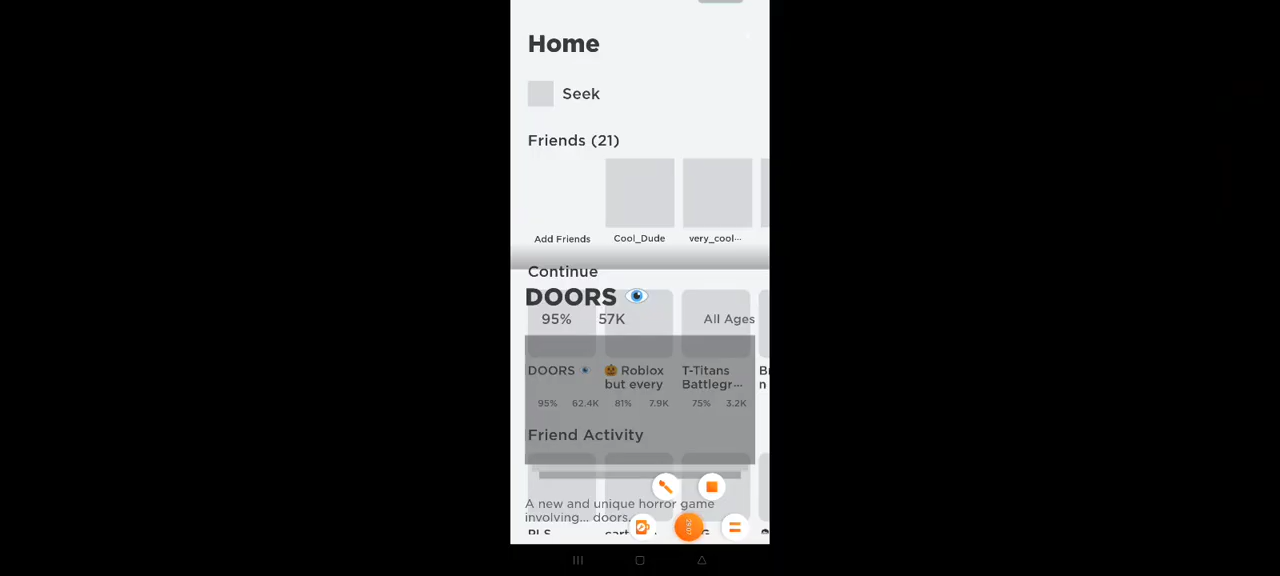 Home
Seek
Friends (21)
Add Friends Cool_Dude very_cool...
Continue
DOORS 👁
95% 57K All Ages
DOORS 👁 🎃 Roblox but every T-Titans Battlegr... B n
95% 62.4K 81% 7.9K 75% 3.2K
Friend Activity
A new and unique horror game
involving... doors.